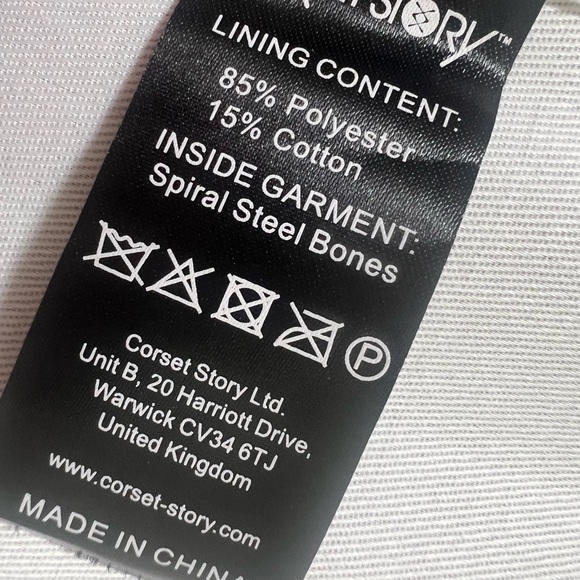 STORY™
LINING CONTENT:
85% Polyester
15% Cotton
INSIDE GARMENT:
Spiral Steel Bones
P
Corset Story Ltd.
Unit B, 20 Harriott Drive,
Warwick CV34 6TJ
United Kingdom
www.corset-story.com
MADE IN CHINA